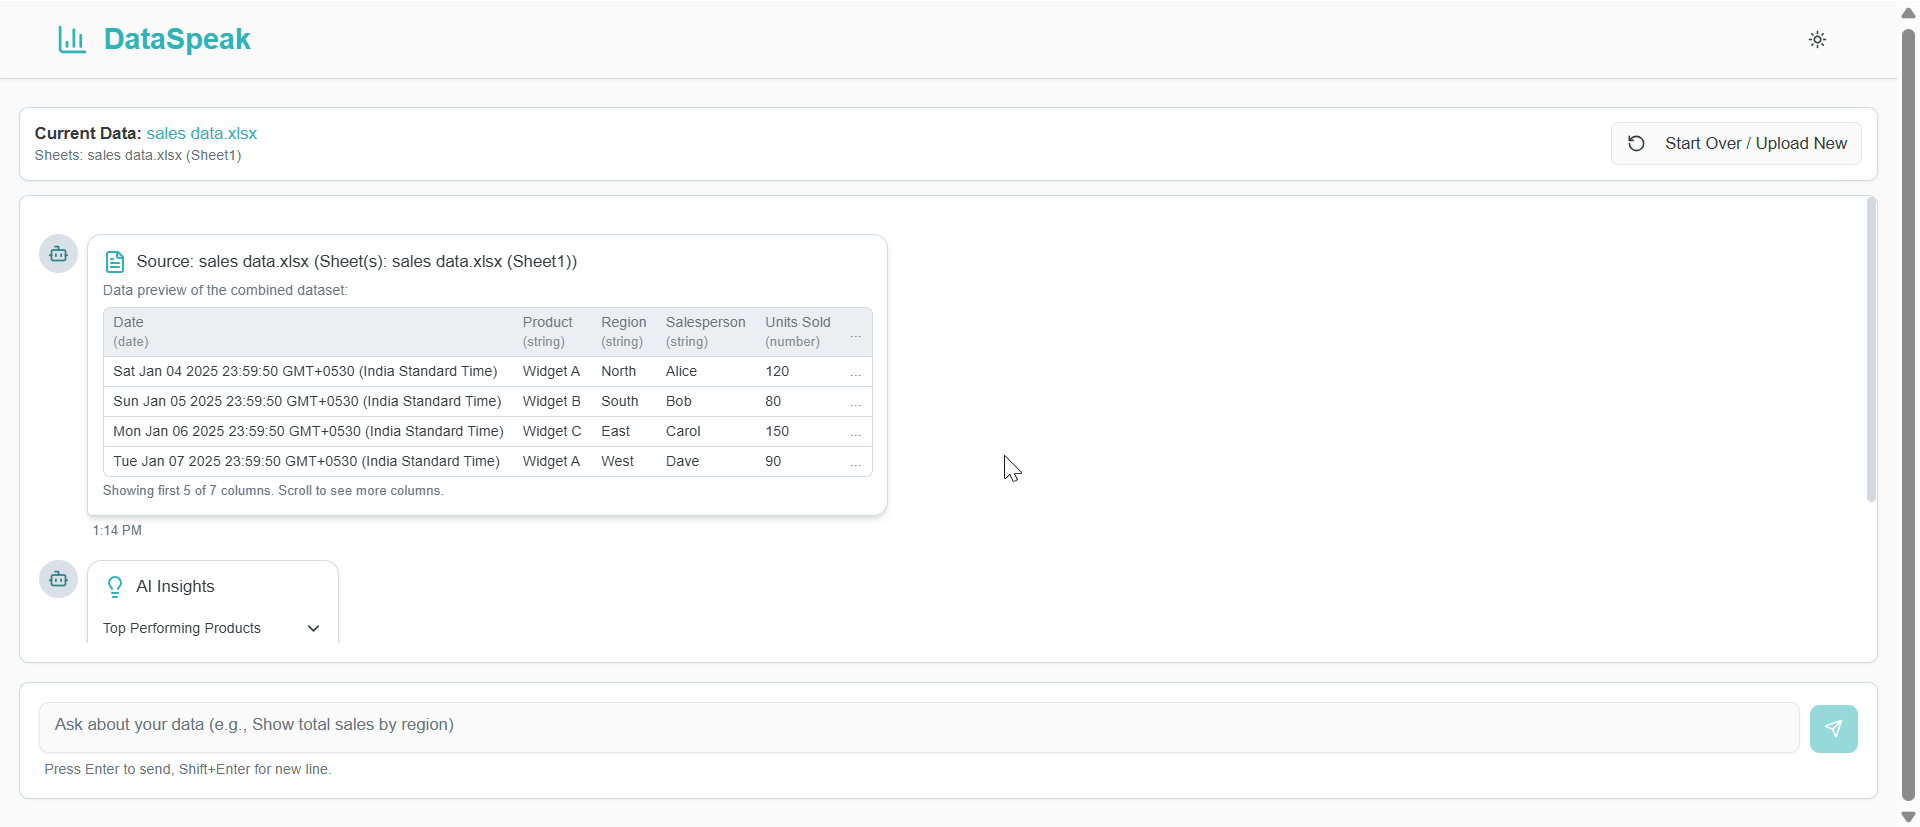 DataSpeak
Current Data: sales data.xlsx
Sheets: sales data.xlsx (Sheet1)
Start Over / Upload New
Source: sales data.xlsx (Sheet(s): sales data.xlsx (Sheet1))
Data preview of the combined dataset:
Date Product Region Salesperson Units Sold ...
(date) (string) (string) (string) (number)
Sat Jan 04 2025 23:59:50 GMT+0530 (India Standard Time) Widget A North Alice 120 ...
Sun Jan 05 2025 23:59:50 GMT+0530 (India Standard Time) Widget B South Bob 80 ...
Mon Jan 06 2025 23:59:50 GMT+0530 (India Standard Time) Widget C East Carol 150 ...
Tue Jan 07 2025 23:59:50 GMT+0530 (India Standard Time) Widget A West Dave 90 ...
Showing first 5 of 7 columns. Scroll to see more columns.
1:14 PM
AI Insights
Top Performing Products
Ask about your data (e.g., Show total sales by region)
Press Enter to send, Shift+Enter for new line.